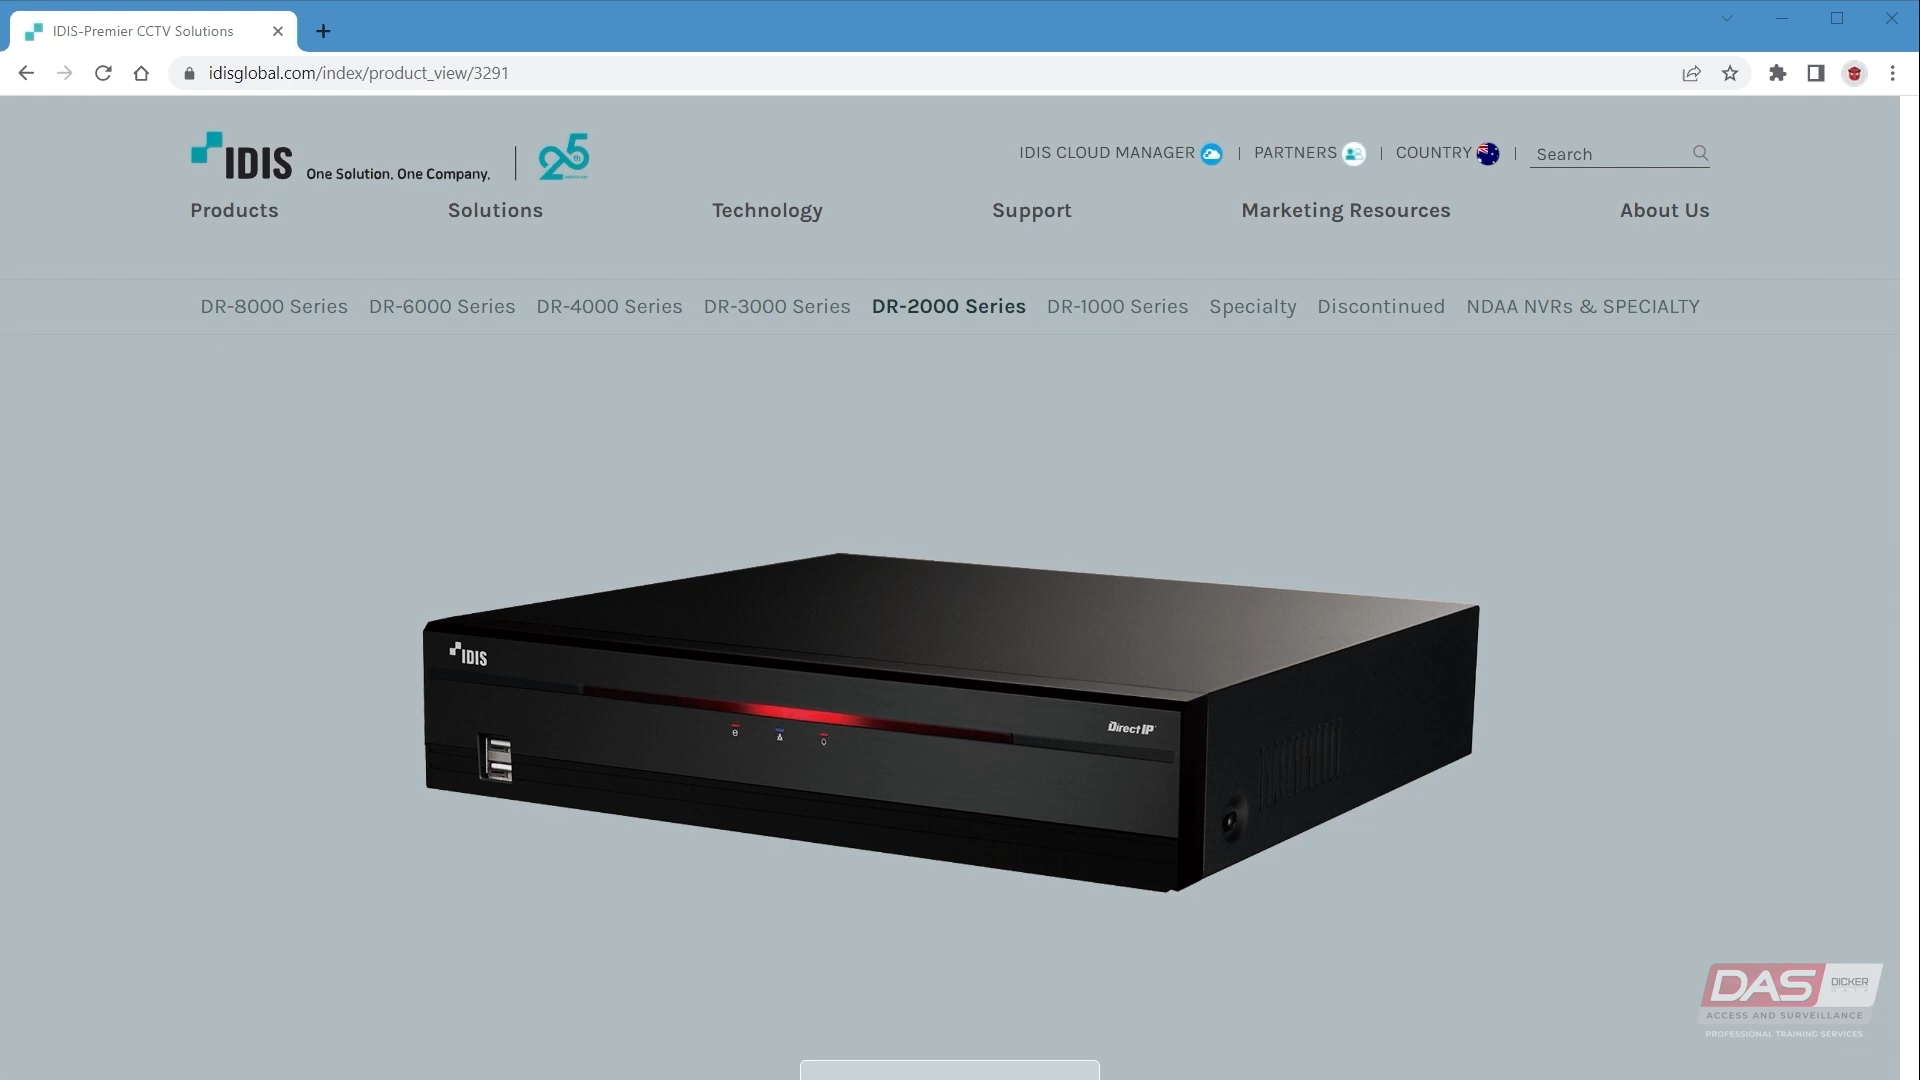 IDIS-Premier CCTV Solutions
idisglobal.com/index/product_view/3291
IDIS One Solution. One Company. 25th
IDIS CLOUD MANAGER | PARTNERS | COUNTRY | Search
Products Solutions Technology Support Marketing Resources About Us
DR-8000 Series DR-6000 Series DR-4000 Series DR-3000 Series DR-2000 Series DR-1000 Series Specialty Discontinued NDAA NVRs & SPECIALTY
IDIS
Direct IP
DAS DICKER
DATA
ACCESS AND SURVEILLANCE
PROFESSIONAL TRAINING SERVICES